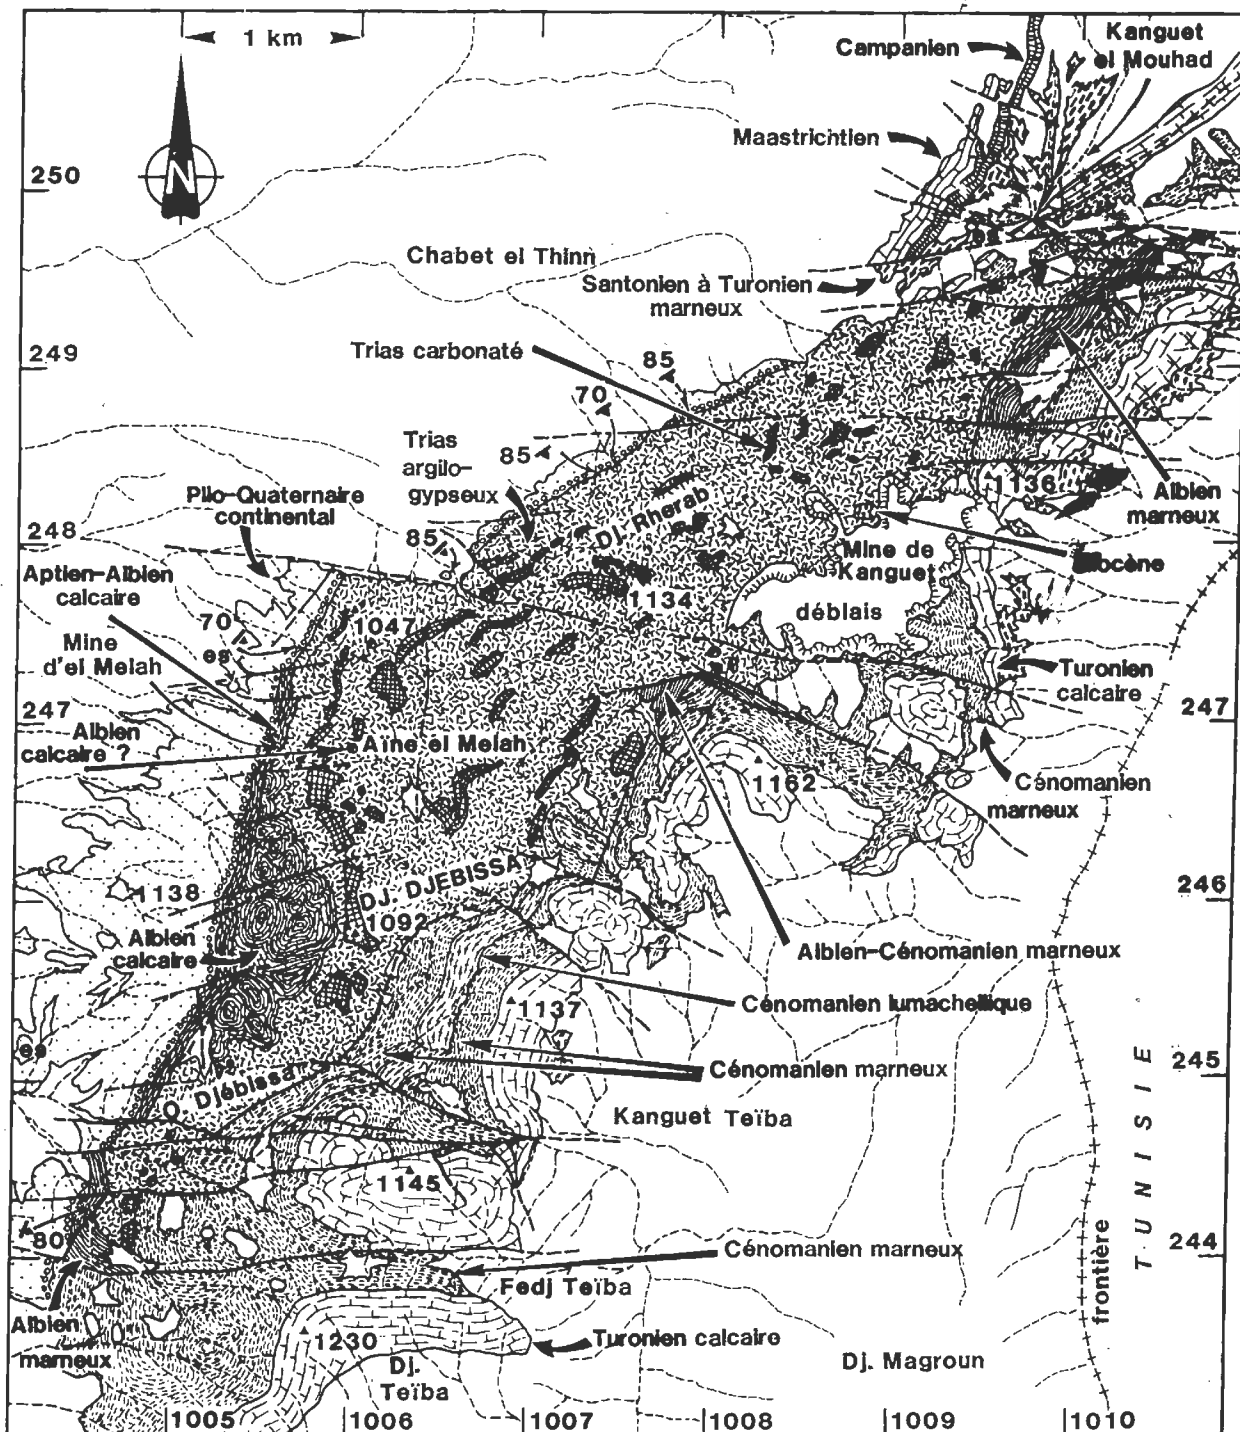 1 km
Campanien
Kanguet
el Mouhad
Maastrichtien
250
N
es
Chabet el Thinn
Santonien à Turonien
marneux
249
Trias carbonaté
85
70
Trias
argilo-
gypseux
85
Plio-Quaternaire
continental
Dj. Rherab
1136
Albien
marneux
248
85
Mine de
Kanguet
Aptien-Albien
calcaire
1134
déblais
70
1047
Mine
d'el Melah
es
Turonien
calcaire
247
247
Albien
calcaire ?
Aïne el Melah
1162
Cénomanien
marneux
1138
DJ. DJEBISSA
246
1092
Albien
calcaire
Albien-Cénomanien marneux
Cénomanien lumachellique
1137
es
Cénomanien marneux
245
O. Djébissa
Kanguet Teïba
TUNISIE
1145
80
Cénomanien marneux
244
Fedj Teïba
frontière
Albien
marneux
1230
Turonien calcaire
Dj.
Teïba
Dj. Magroun
1005
1006
1007
1008
1009
1010